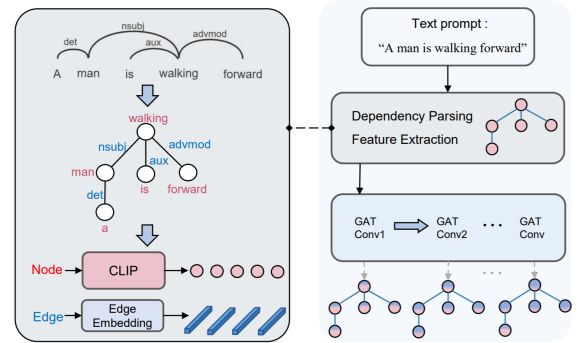 nsubj
det
aux
advmod
A man is walking forward
walking
nsubj
aux
advmod
man
is
forward
det
a
Node
CLIP
Edge
Edge
Embedding
Text prompt :
“A man is walking forward”
Dependency Parsing
Feature Extraction
GAT
Conv1
GAT
Conv2
...
GAT
Conv
...